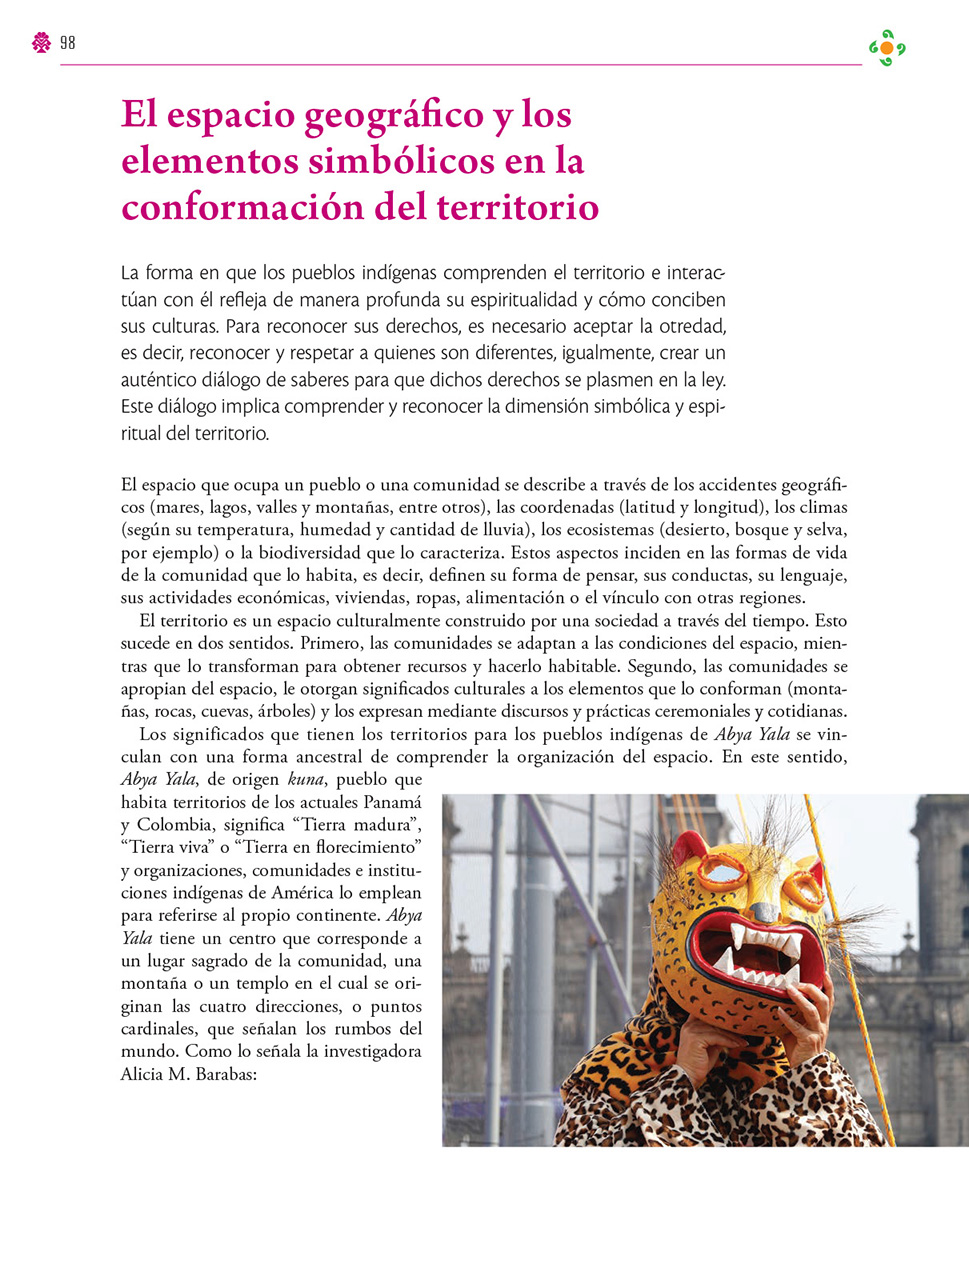 98
El espacio geográfico y los
elementos simbólicos en la
conformación del territorio
La forma en que los pueblos indígenas comprenden el territorio e interac-
túan con él refleja de manera profunda su espiritualidad y cómo conciben
sus culturas. Para reconocer sus derechos, es necesario aceptar la otredad,
es decir, reconocer y respetar a quienes son diferentes, igualmente, crear un
auténtico diálogo de saberes para que dichos derechos se plasmen en la ley.
Este diálogo implica comprender y reconocer la dimensión simbólica y espi-
ritual del territorio.
El espacio que ocupa un pueblo o una comunidad se describe a través de los accidentes geográfi-
cos (mares, lagos, valles y montañas, entre otros), las coordenadas (latitud y longitud), los climas
(según su temperatura, humedad y cantidad de lluvia), los ecosistemas (desierto, bosque y selva,
por ejemplo) o la biodiversidad que lo caracteriza. Estos aspectos inciden en las formas de vida
de la comunidad que lo habita, es decir, definen su forma de pensar, sus conductas, su lenguaje,
sus actividades económicas, viviendas, ropas, alimentación o el vínculo con otras regiones.
El territorio es un espacio culturalmente construido por una sociedad a través del tiempo. Esto
sucede en dos sentidos. Primero, las comunidades se adaptan a las condiciones del espacio, mien-
tras que lo transforman para obtener recursos y hacerlo habitable. Segundo, las comunidades se
apropian del espacio, le otorgan significados culturales a los elementos que lo conforman (monta-
ñas, rocas, cuevas, árboles) y los expresan mediante discursos y prácticas ceremoniales y cotidianas.
Los significados que tienen los territorios para los pueblos indígenas de Abya Yala se vin-
culan con una forma ancestral de comprender la organización del espacio. En este sentido,
Abya Yala, de origen kuna, pueblo que
habita territorios de los actuales Panamá
y Colombia, significa “Tierra madura”,
“Tierra viva” o “Tierra en florecimiento”
y organizaciones, comunidades e institu-
ciones indígenas de América lo emplean
para referirse al propio continente. Abya
Yala tiene un centro que corresponde a
un lugar sagrado de la comunidad, una
montaña o un templo en el cual se ori-
ginan las cuatro direcciones, o puntos
cardinales, que señalan los rumbos del
mundo. Como lo señala la investigadora
Alicia M. Barabas: